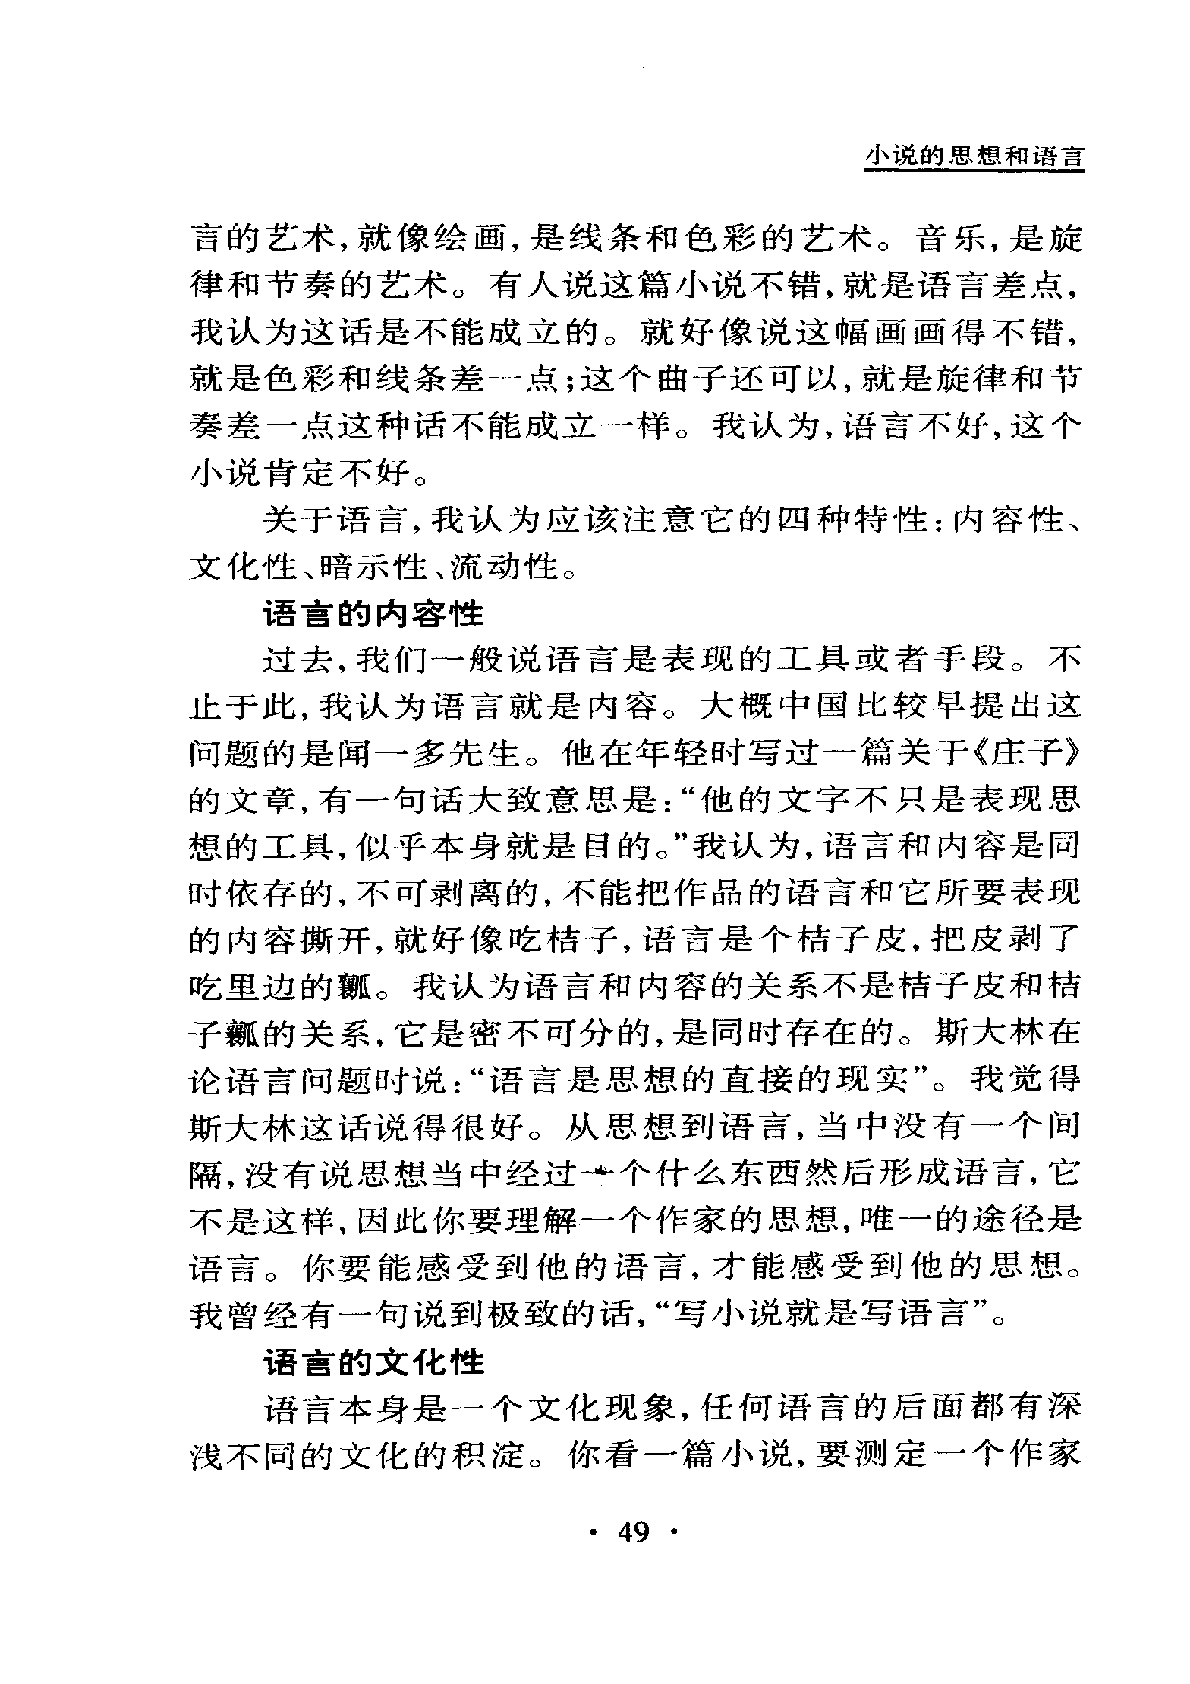 小说的思想和语言
言的艺术,就像绘画,是线条和色彩的艺术。音乐,是旋
律和节奏的艺术。有人说这篇小说不错,就是语言差点,
我认为这话是不能成立的。就好像说这幅画画得不错,
就是色彩和线条差一点;这个曲子还可以,就是旋律和节
奏差一点这种话不能成立一样。我认为,语言不好,这个
小说肯定不好。
关于语言,我认为应该注意它的四种特性:内容性、
文化性、暗示性、流动性。
语言的内容性
过去,我们一般说语言是表现的工具或者手段。不
止于此,我认为语言就是内容。大概中国比较早提出这
问题的是闻一多先生。他在年轻时写过一篇关于《庄子》
的文章,有一句话大致意思是:“他的文字不只是表现思
想的工具,似乎本身就是目的。”我认为,语言和内容是同
时依存的,不可剥离的,不能把作品的语言和它所要表现
的内容撕开,就好像吃桔子,语言是个桔子皮,把皮剥了
吃里边的瓤。我认为语言和内容的关系不是桔子皮和桔
子瓤的关系,它是密不可分的,是同时存在的。斯大林在
论语言问题时说:“语言是思想的直接的现实”。我觉得
斯大林这话说得很好。从思想到语言,当中没有一个间
隔,没有说思想当中经过一个什么东西然后形成语言,它
不是这样,因此你要理解一个作家的思想,唯一的途径是
语言。你要能感受到他的语言,才能感受到他的思想。
我曾经有一句说到极致的话,“写小说就是写语言”。
语言的文化性
语言本身是一个文化现象,任何语言的后面都有深
浅不同的文化的积淀。你看一篇小说,要测定一个作家
· 49 ·